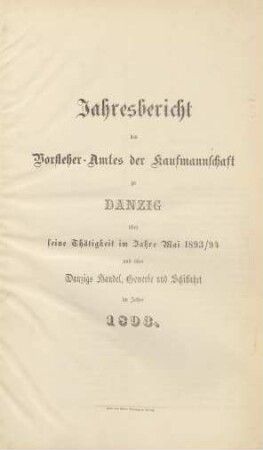 Jahresbericht
des
Vorsteher-Amtes der Kaufmannschaft
zu
DANZIG
über
seine Thätigkeit im Jahre Mai 1893/94
und über
Danzigs Handel, Gewerbe und Schiffahrt
im Jahre
1893.